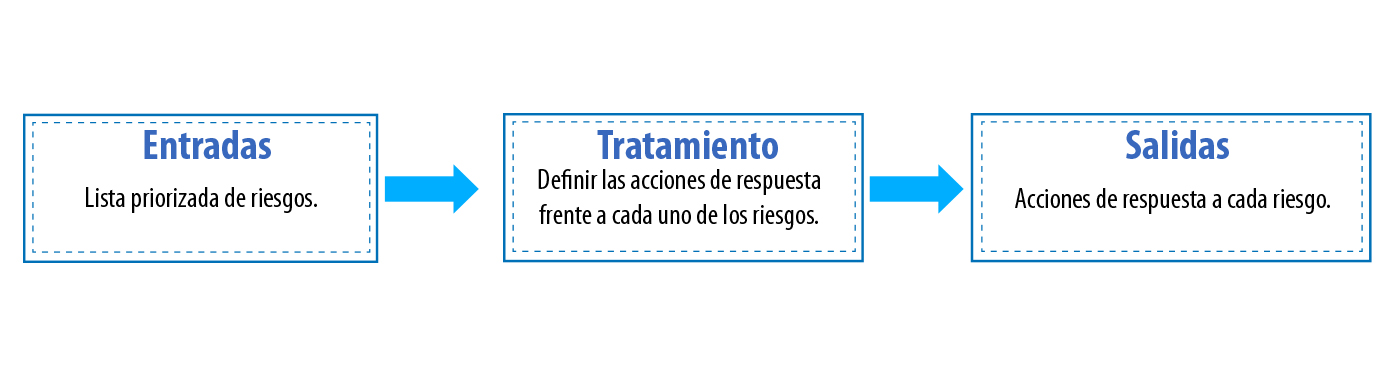 Entradas
Lista priorizada de riesgos.
Tratamiento
Definir las acciones de respuesta
frente a cada uno de los riesgos.
Salidas
Acciones de respuesta a cada riesgo.